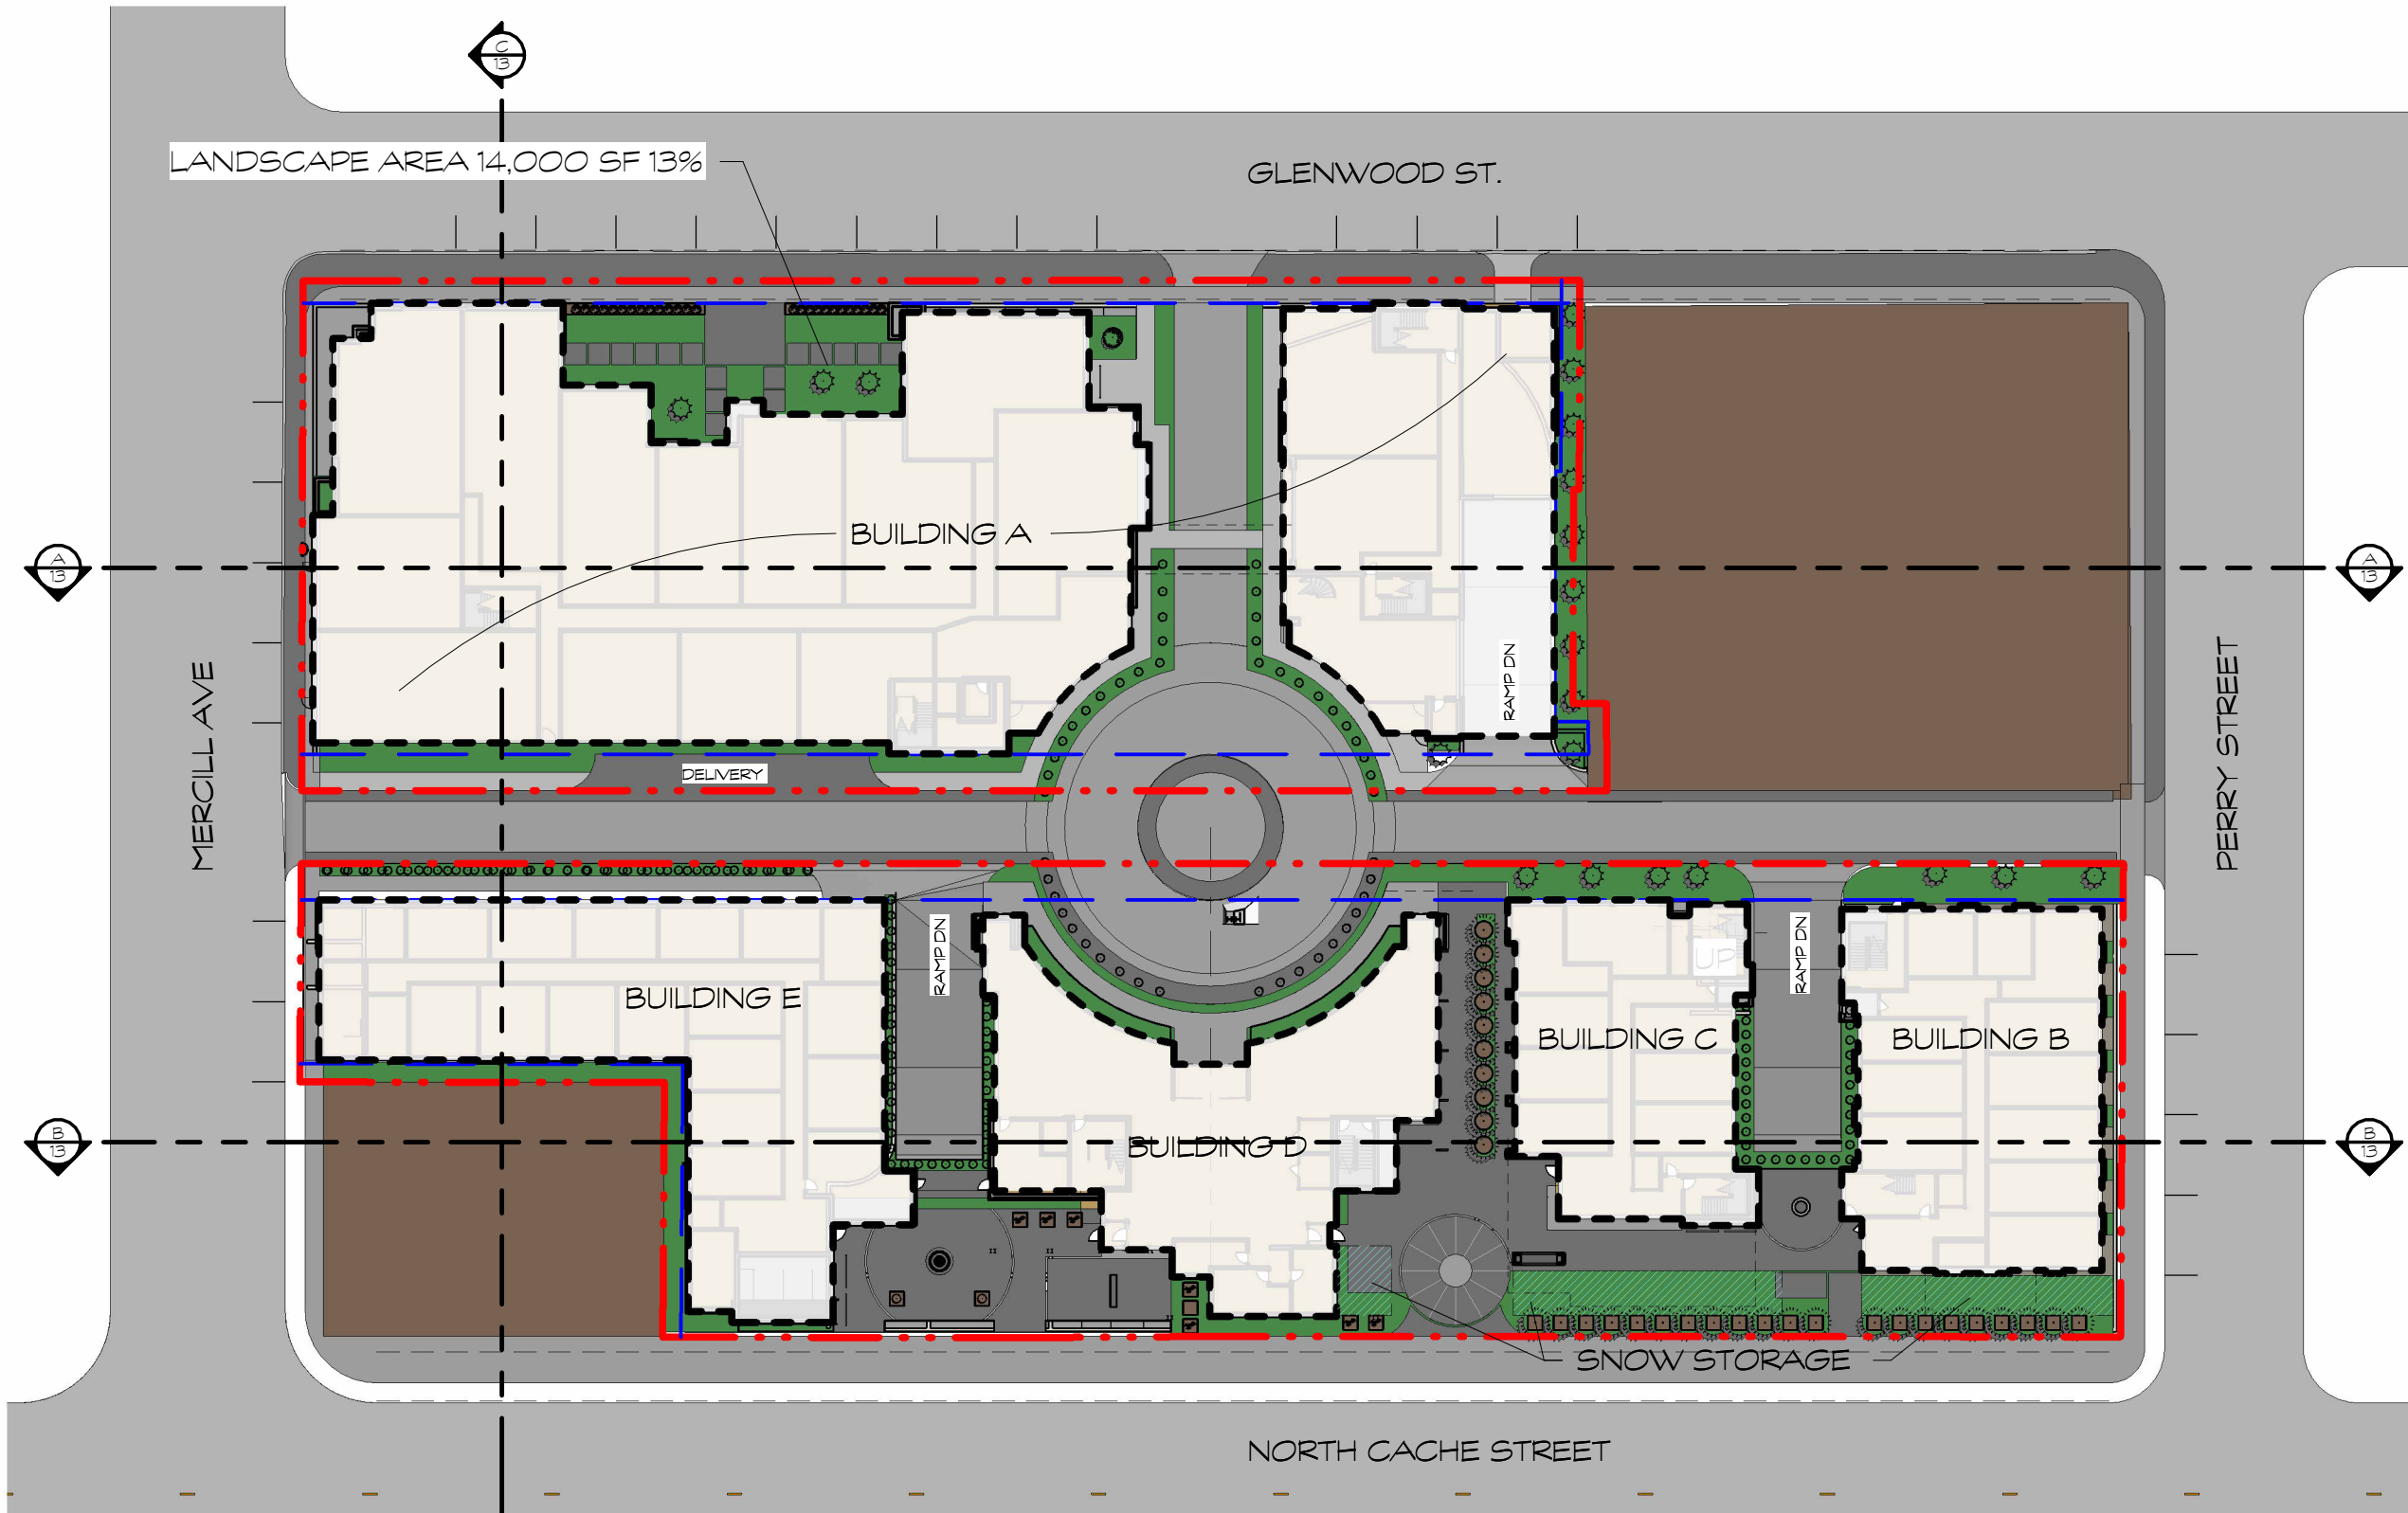 C
13
LANDSCAPE AREA 14,000 SF 13%
GLENWOOD ST.
BUILDING A
A
13
A
13
RAMP DN
MERCILL AVE
PERRY STREET
DELIVERY
RAMP DN
RAMP DN
UP
BUILDING E
BUILDING C
BUILDING B
B
13
BUILDING D
B
13
SNOW STORAGE
NORTH CACHE STREET